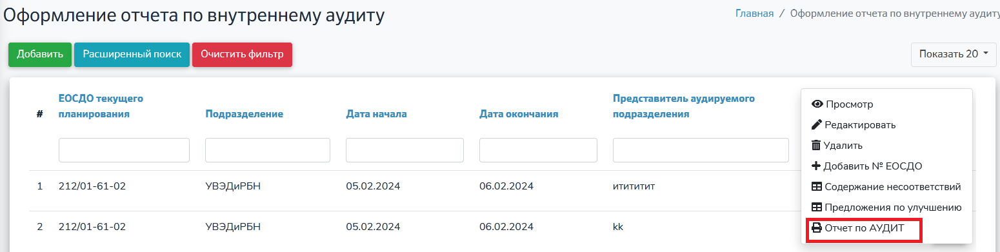 Оформление отчета по внутреннему аудиту
Главная / Оформление отчета по внутреннему аудиту
Добавить Расширенный поиск Очистить фильтр
Показать 20
# ЕОСДО текущего планирования Подразделение Дата начала Дата окончания Представитель аудируемого подразделения
1 212/01-61-02 УВЭДиРБН 05.02.2024 06.02.2024 итититит
2 212/01-61-02 УВЭДиРБН 05.02.2024 06.02.2024 kk
Просмотр
Редактировать
Удалить
Добавить № ЕОСДО
Содержание несоответствий
Предложения по улучшению
Отчет по АУДИТ